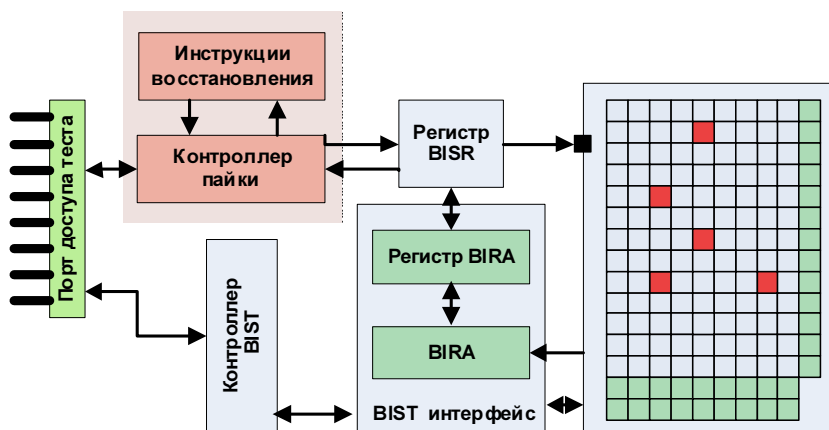 Инструкции
восстановления
Контроллер
пайки
Порт доступа теста
Регистр
BISR
Регистр BIRA
BIRA
Контроллер
BIST
BIST интерфейс